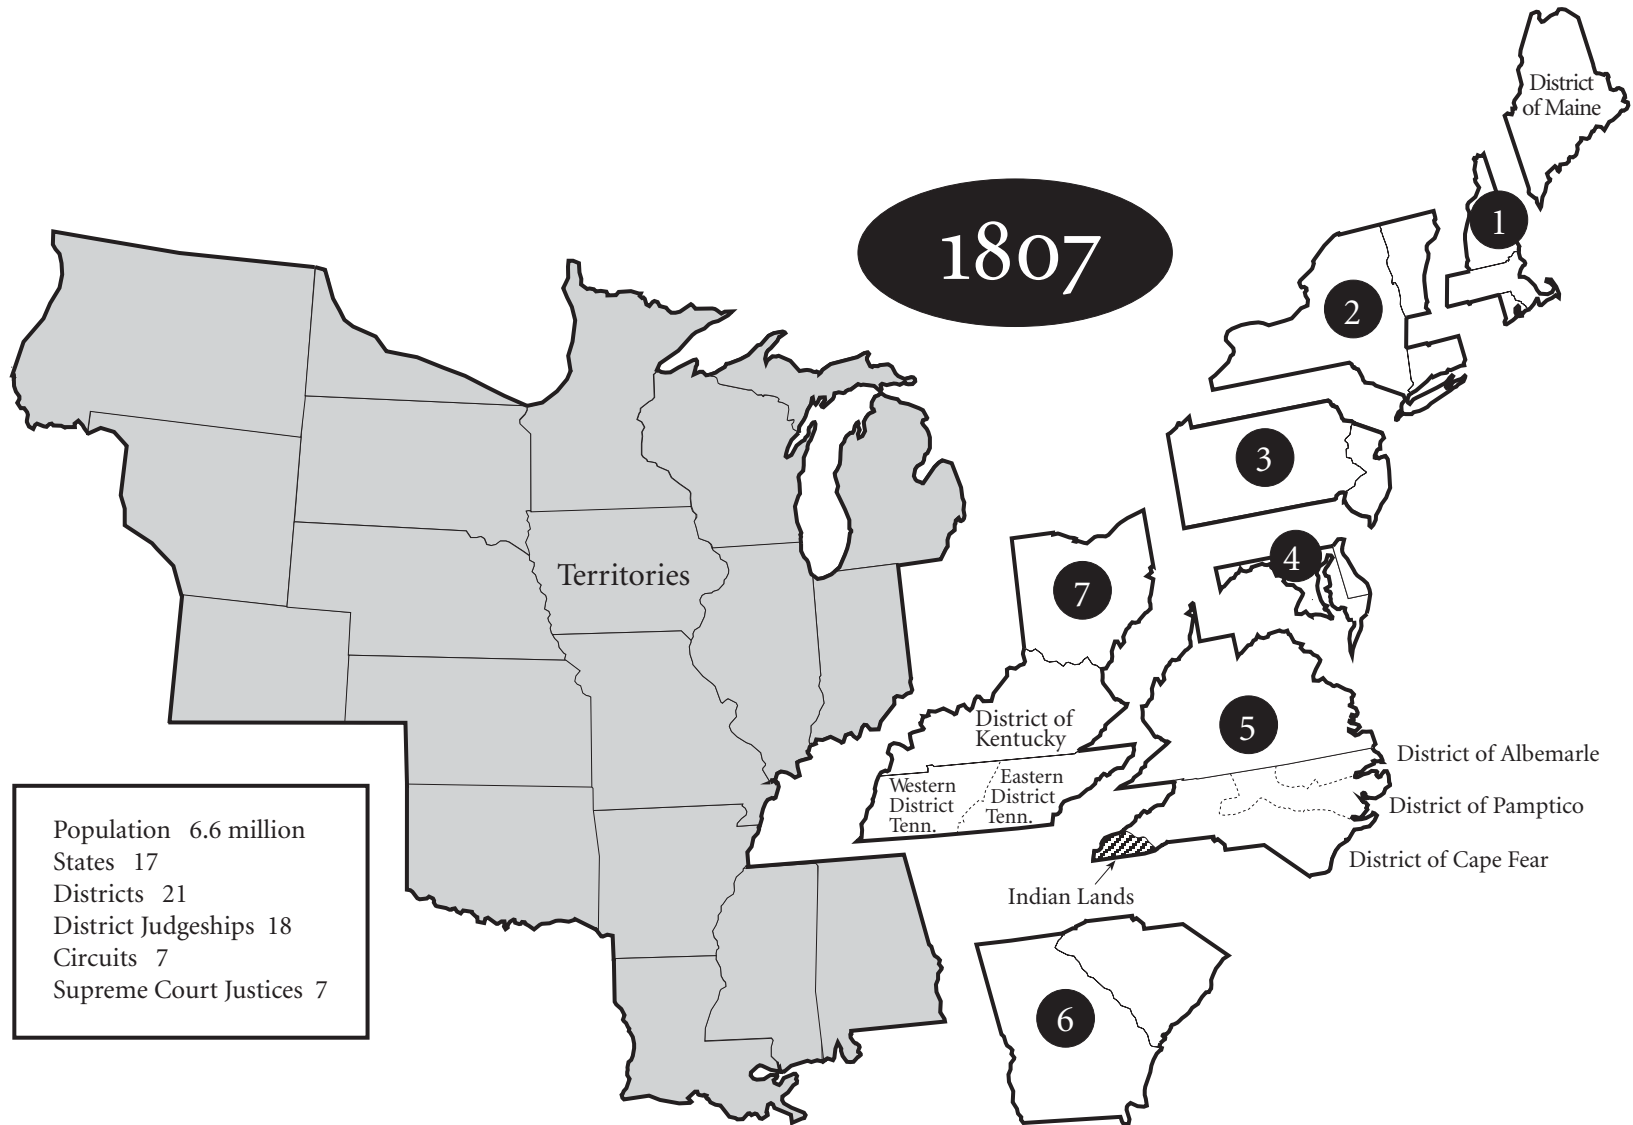 District
of Maine
1807
1
2
3
4
7
Territories
5
District of
Kentucky
District of Albemarle
Western
District
Tenn.
Eastern
District
Tenn.
District of Pamptico
District of Cape Fear
Indian Lands
6
Population 6.6 million
States 17
Districts 21
District Judgeships 18
Circuits 7
Supreme Court Justices 7